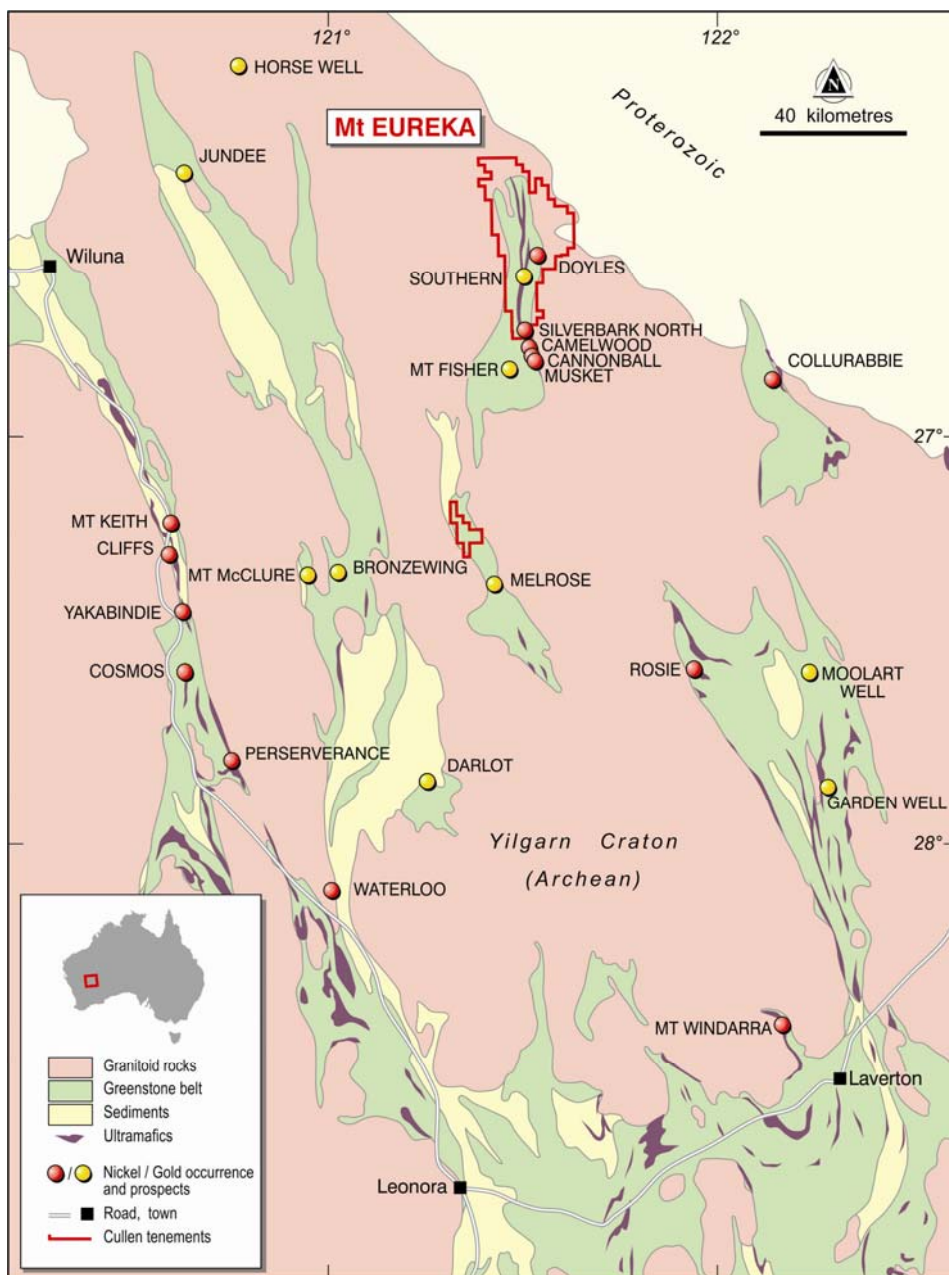 121°
122°
HORSE WELL
Mt EUREKA
Proterozoic
N
40 kilometres
JUNDEE
Wiluna
SOUTHERN
DOYLES
SILVERBARK NORTH
CAMELWOOD
CANNONBALL
MUSKET
MT FISHER
COLLURABBIE
27°
MT KEITH
CLIFFS
MT McCLURE
BRONZEWING
MELROSE
YAKABINDIE
COSMOS
ROSIE
MOOLART
WELL
PERSERVERANCE
DARLOT
GARDEN WELL
Yilgarn Craton
(Archean)
28°
WATERLOO
MT WINDARRA
Laverton
Leonora
Granitoid rocks
Greenstone belt
Sediments
Ultramafics
/ Nickel / Gold occurrence
and prospects
Road, town
Cullen tenements